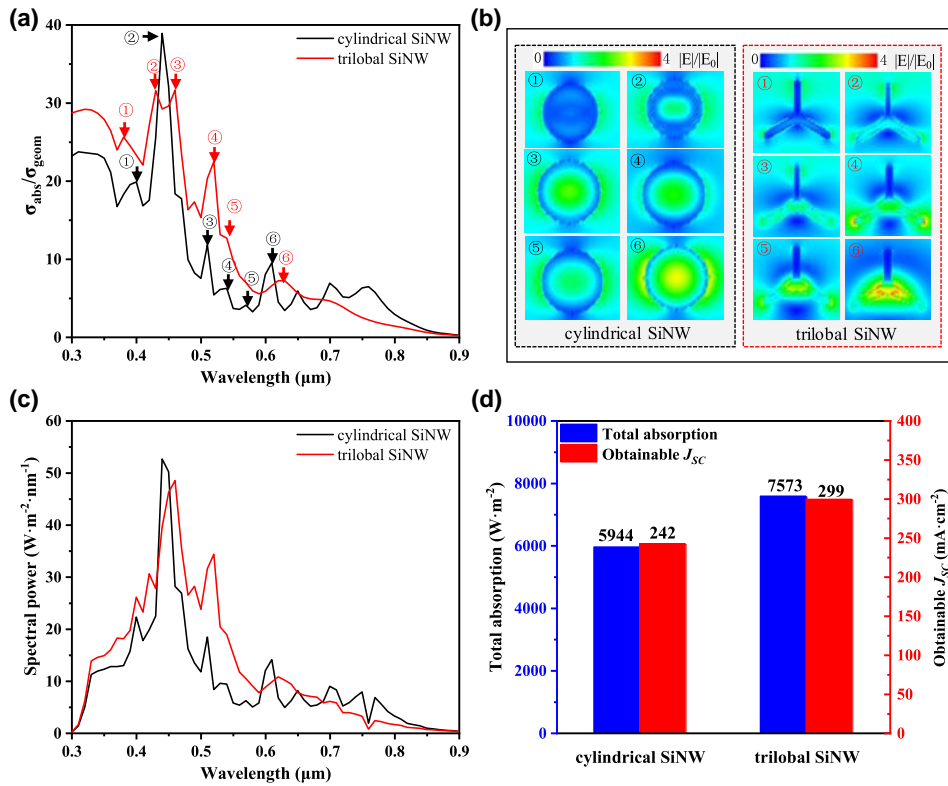 (a)
40
30
20
10
0
σabs/σgeom
0.3 0.4 0.5 0.6 0.7 0.8 0.9
Wavelength (μm)
cylindrical SiNW
trilobal SiNW
① ② ③ ④ ⑤ ⑥
① ② ③ ④ ⑤ ⑥
(b)
0 4 |E|/|E0|
① ②
③ ④
⑤ ⑥
cylindrical SiNW
0 4 |E|/|E0|
① ②
③ ④
⑤ ⑥
trilobal SiNW
(c)
60
50
40
30
20
10
0
Spectral power (W·m-2·nm-1)
0.3 0.4 0.5 0.6 0.7 0.8 0.9
Wavelength (μm)
cylindrical SiNW
trilobal SiNW
(d)
10000
8000
6000
4000
2000
0
Total absorption (W·m-2)
Total absorption
Obtainable JSC
5944 242
7573 299
cylindrical SiNW trilobal SiNW
400
350
300
250
200
150
100
50
0
Obtainable JSC (mA·cm-2)